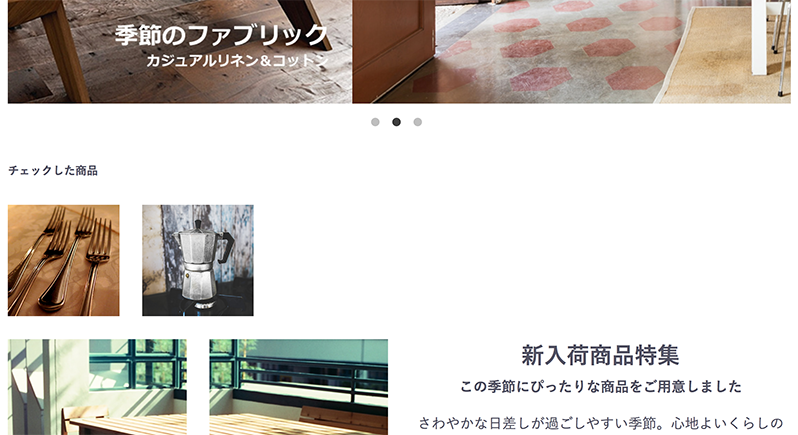 季節のファブリック
カジュアルリネン＆コットン
チェックした商品
新入荷商品特集
この季節にぴったりな商品をご用意しました
さわやかな日差しが過ごしやすい季節。心地よいくらしの